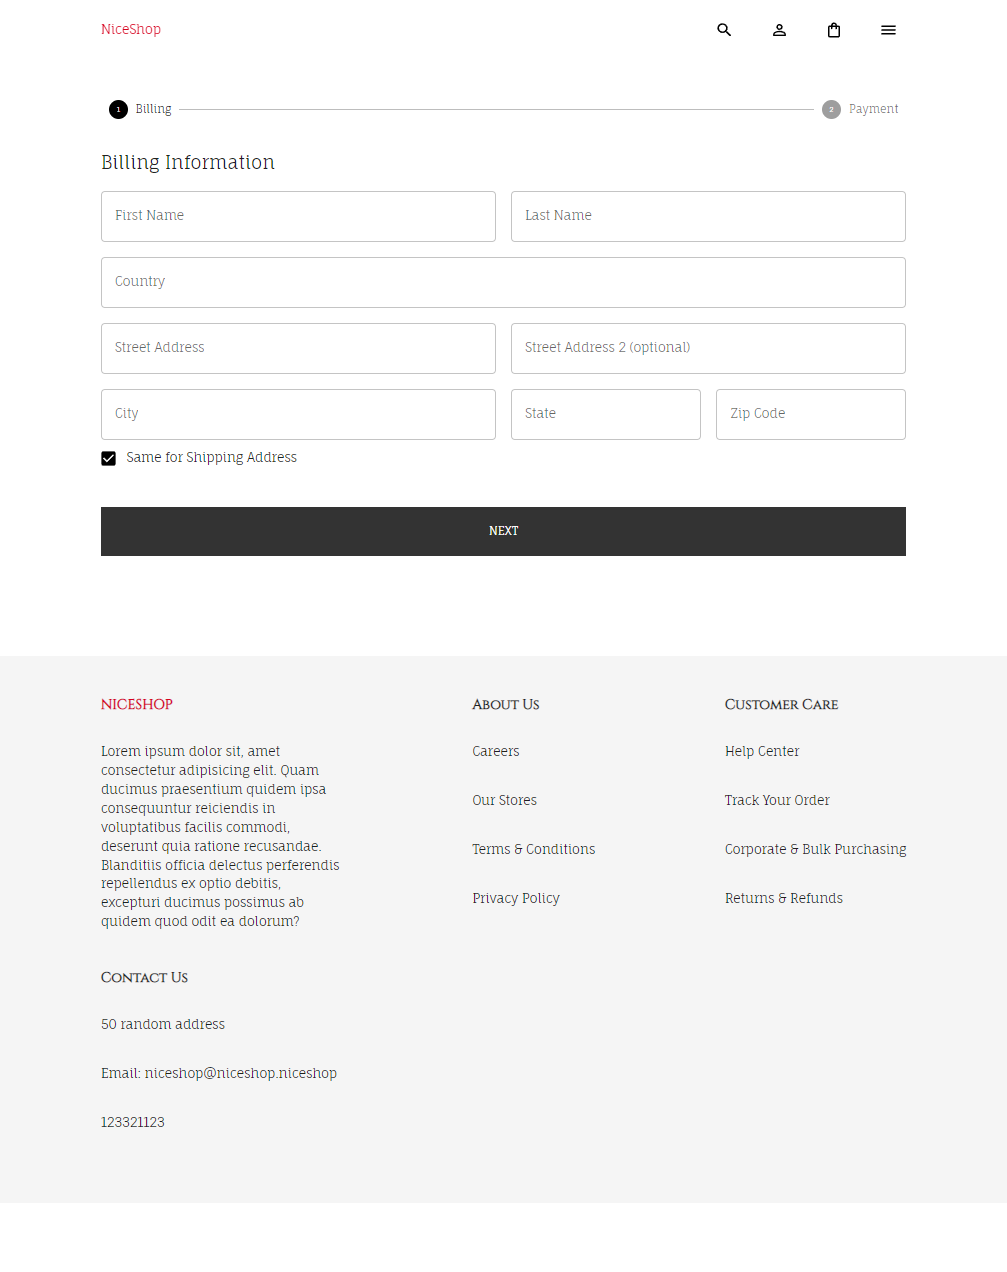 NiceShop
1 Billing
2 Payment
Billing Information
First Name
Last Name
Country
Street Address
Street Address 2 (optional)
City
State
Zip Code
Same for Shipping Address
NEXT
NICESHOP
Lorem ipsum dolor sit, amet
consectetur adipisicing elit. Quam
ducimus praesentium quidem ipsa
consequuntur reiciendis in
voluptatibus facilis commodi,
deserunt quia ratione recusandae.
Blanditiis officia delectus perferendis
repellendus ex optio debitis,
excepturi ducimus possimus ab
quidem quod odit ea dolorum?
About Us
Careers
Our Stores
Terms & Conditions
Privacy Policy
Customer Care
Help Center
Track Your Order
Corporate & Bulk Purchasing
Returns & Refunds
Contact Us
50 random address
Email: niceshop@niceshop.niceshop
123321123